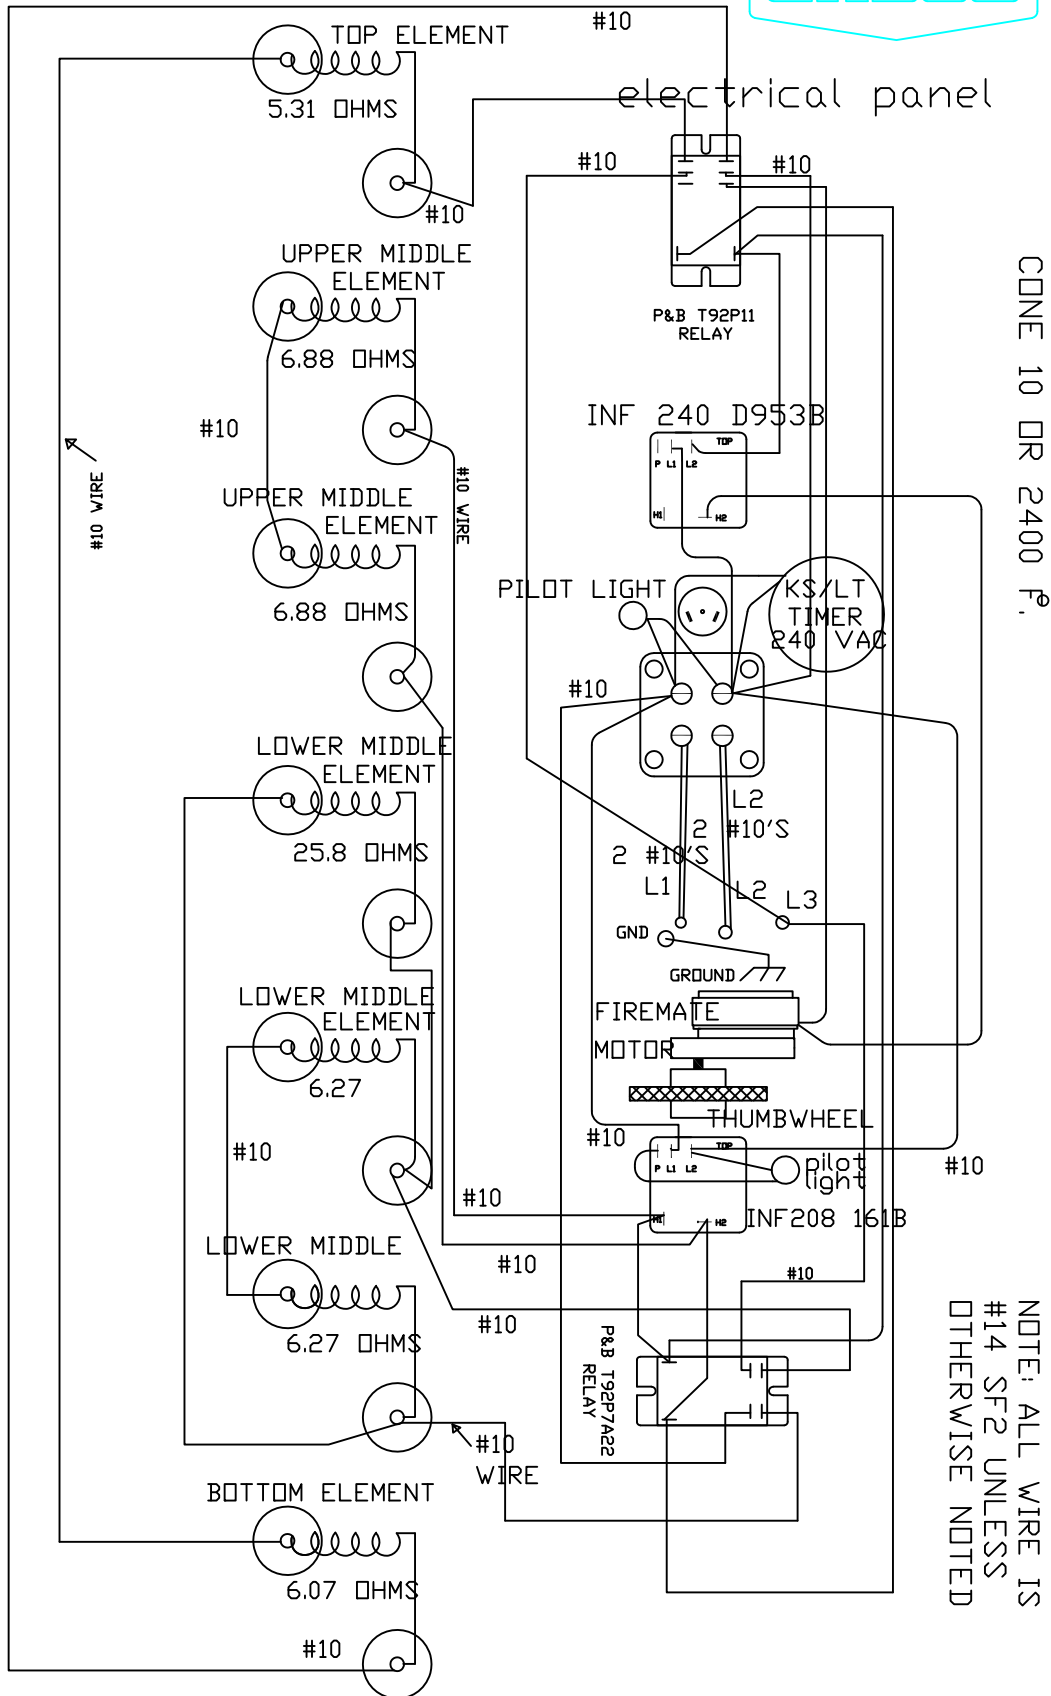 #10
TOP ELEMENT
5.31 OHMS
electrical panel
#10
#10
#10
UPPER MIDDLE
ELEMENT
6.88 OHMS
P&B T92P11
RELAY
CONE 10 OR 2400 F°.
#10
#10 WIRE
#10 WIRE
INF 240 D953B
TOP
P L1 L2
H1 H2
UPPER MIDDLE
ELEMENT
6.88 OHMS
PILOT LIGHT
KS/LT
TIMER
240 VAC
#10
LOWER MIDDLE
ELEMENT
25.8 OHMS
L2
2 #10'S
2 #10'S
L1
L2
L3
GND
GROUND
LOWER MIDDLE
ELEMENT
6.27
FIREMATE
MOTOR
THUMBWHEEL
#10
#10
TOP
P L1 L2
H1 H2
pilot
light
#10
#10
INF208 161B
LOWER MIDDLE
6.27 OHMS
#10
#10
#10
P&B T92P7A22
RELAY
#10
WIRE
NOTE: ALL WIRE IS
#14 SF2 UNLESS
OTHERWISE NOTED
BOTTOM ELEMENT
6.07 OHMS
#10